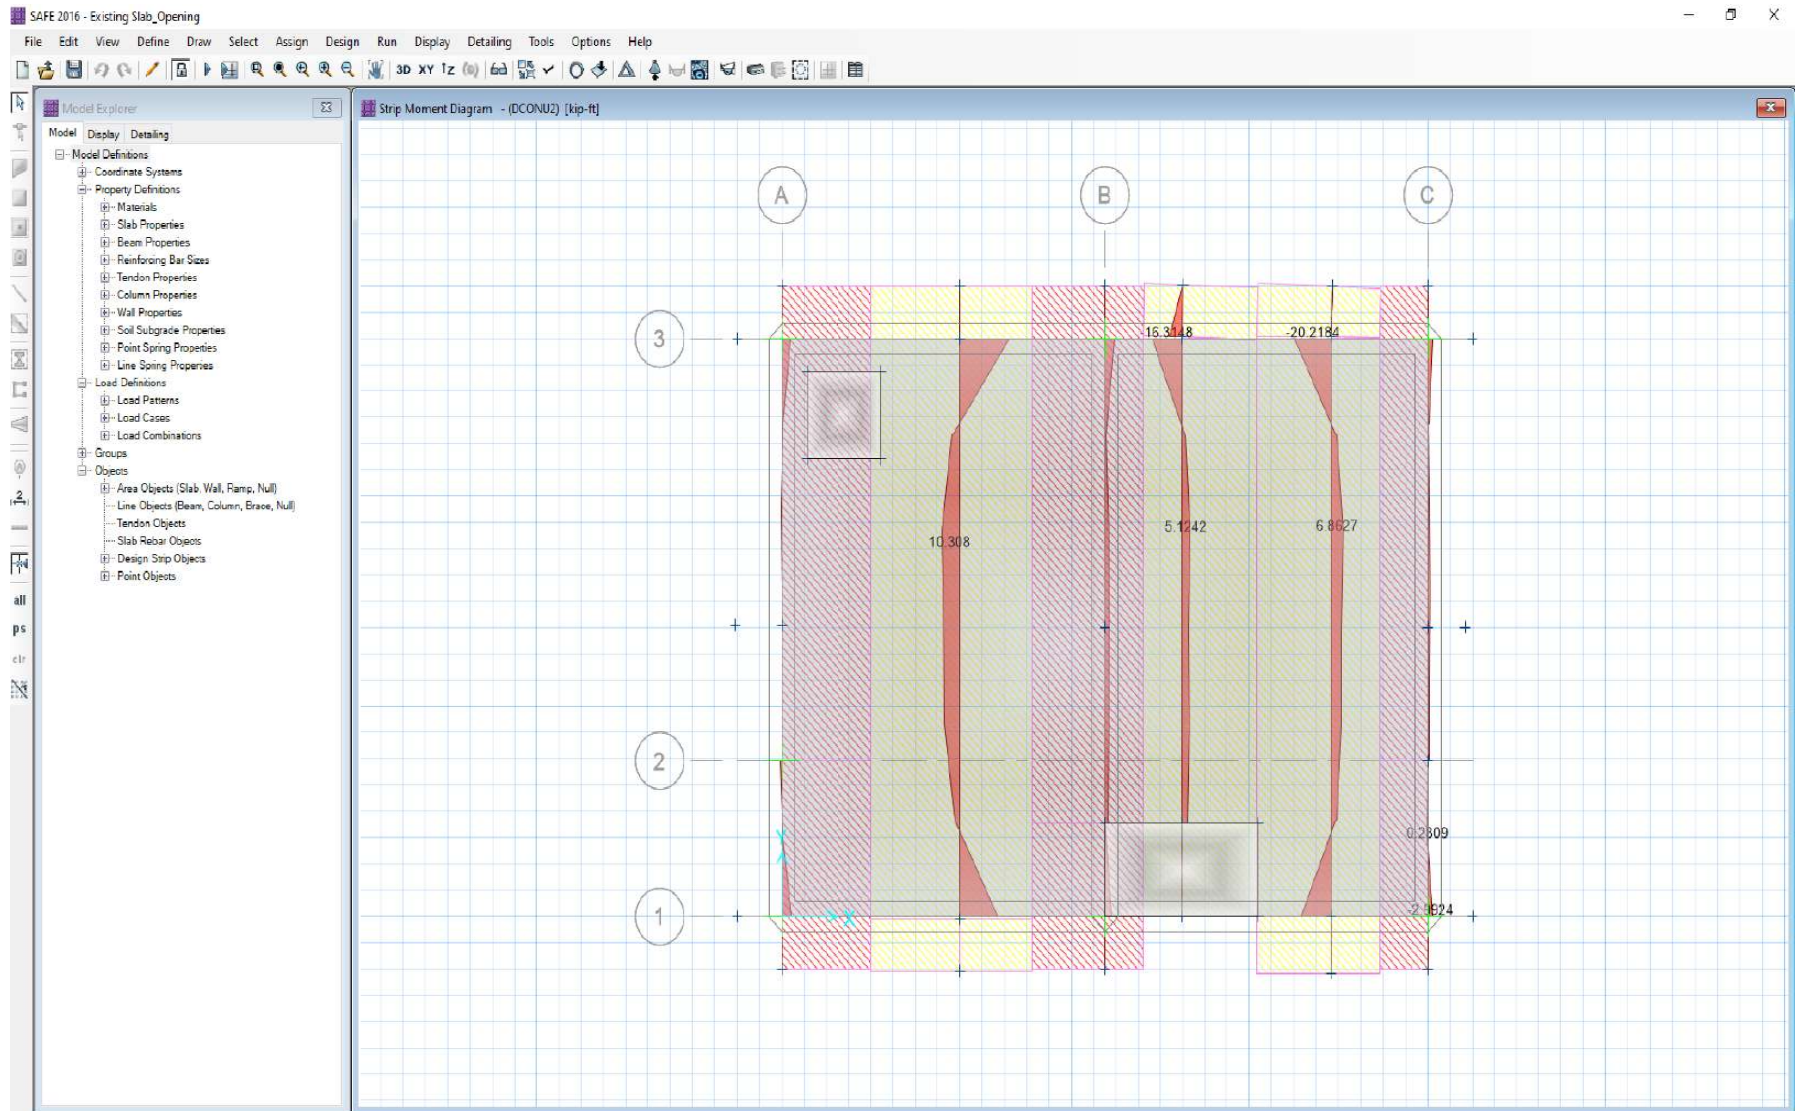 SAFE 2016 - Existing Slab_Opening
File Edit View Define Draw Select Assign Design Run Display Detailing Tools Options Help
3D XY
Model Explorer
Strip Moment Diagram - (DCONU2) [kip-ft]
Model Display Detailing
Model Definitions
Coordinate Systems
Property Definitions
Materials
Slab Properties
Beam Properties
Reinforcing Bar Sizes
Tendon Properties
Column Properties
Wall Properties
Soil Subgrade Properties
Point Spring Properties
Line Spring Properties
Load Definitions
Load Patterns
Load Cases
Load Combinations
Groups
Objects
Area Objects (Slab, Wall, Ramp, Null)
Line Objects (Beam, Column, Brace, Null)
Tendon Objects
Slab Rebar Objects
Design Strip Objects
Point Objects
all
ps
clr
A B C
3
16.3148 -20.2184
5.1242 6.8627
10.308
2
Y
X
1